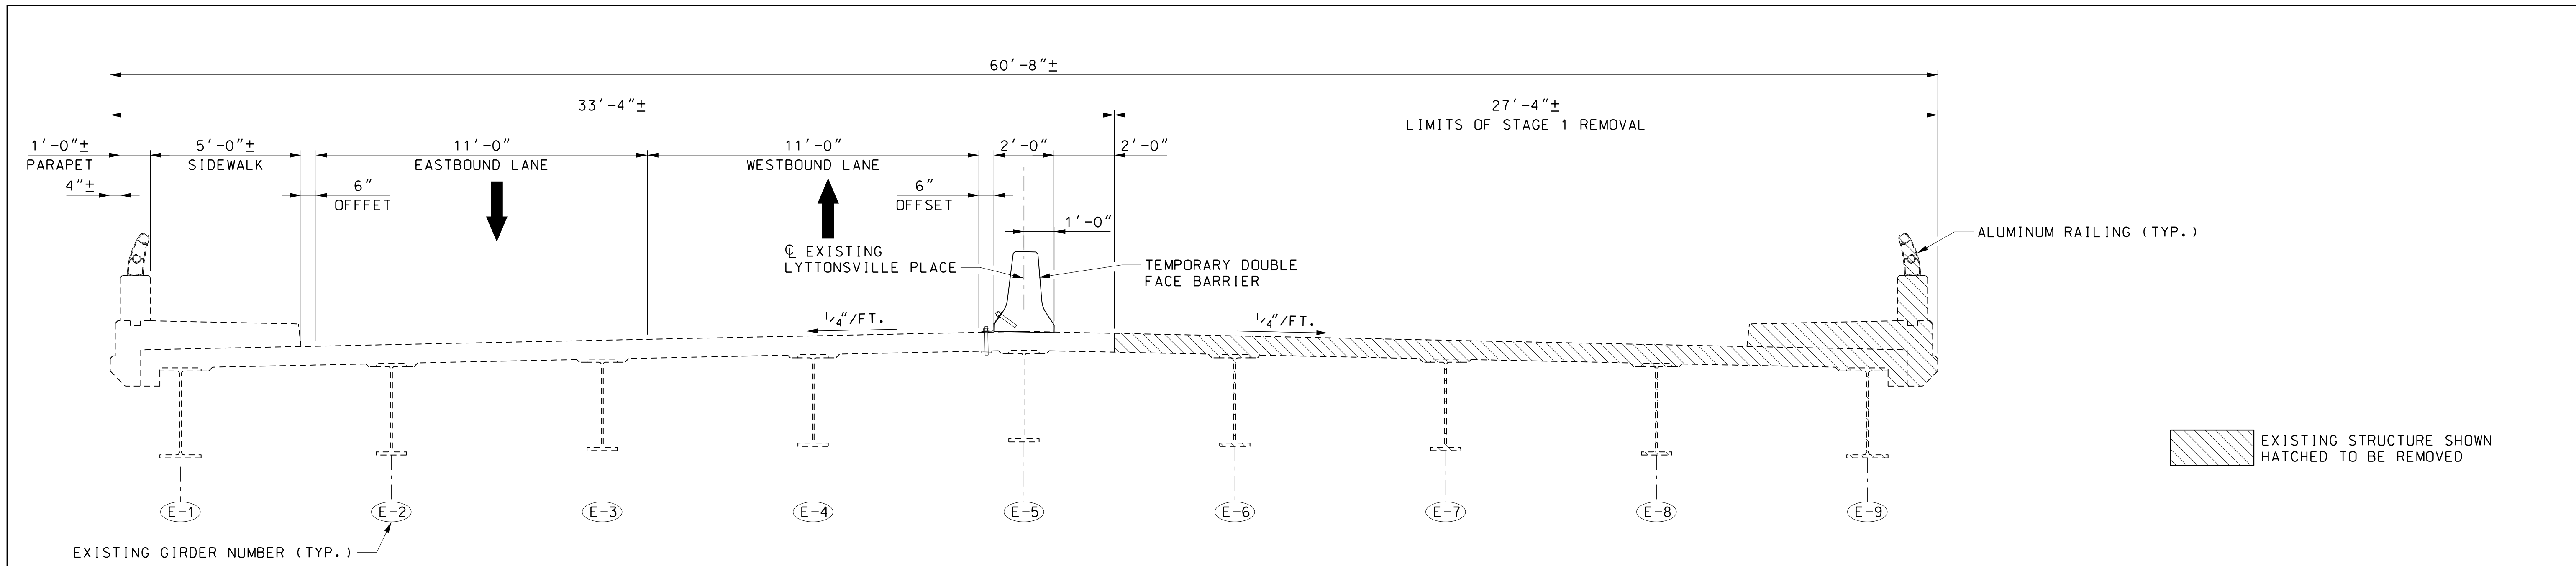 60'-8"±
33'-4"±
27'-4"±
LIMITS OF STAGE 1 REMOVAL
1'-0"±
PARAPET
5'-0"±
SIDEWALK
11'-0"
EASTBOUND LANE
11'-0"
WESTBOUND LANE
2'-0"
2'-0"
4"±
6"
OFFFET
6"
OFFSET
1'-0"
ALUMINUM RAILING (TYP.)
℄ EXISTING
LYTTONSVILLE PLACE
TEMPORARY DOUBLE
FACE BARRIER
1/4"/FT.
1/4"/FT.
EXISTING STRUCTURE SHOWN
HATCHED TO BE REMOVED
E-1
E-2
E-3
E-4
E-5
E-6
E-7
E-8
E-9
EXISTING GIRDER NUMBER (TYP.)